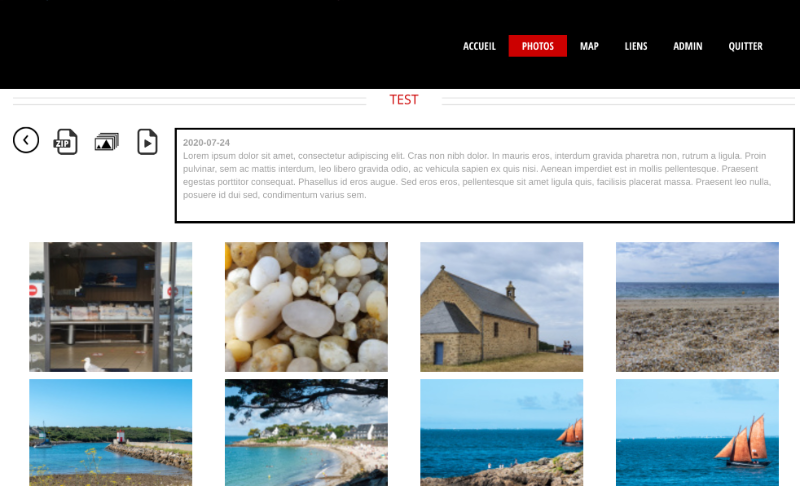 ACCUEIL PHOTOS MAP LIENS ADMIN QUITTER
TEST
ZIP
2020-07-24
Lorem ipsum dolor sit amet, consectetur adipiscing elit. Cras non nibh dolor. In mauris eros, interdum gravida pharetra non, rutrum a ligula. Proin
pulvinar, sem ac mattis interdum, leo libero gravida odio, ac vehicula sapien ex quis nisi. Aenean imperdiet est in mollis pellentesque. Praesent
egestas porttitor consequat. Phasellus id eros augue. Sed eros eros, pellentesque sit amet ligula quis, facilisis placerat massa. Praesent leo nulla,
posuere id dui sed, condimentum varius sem.